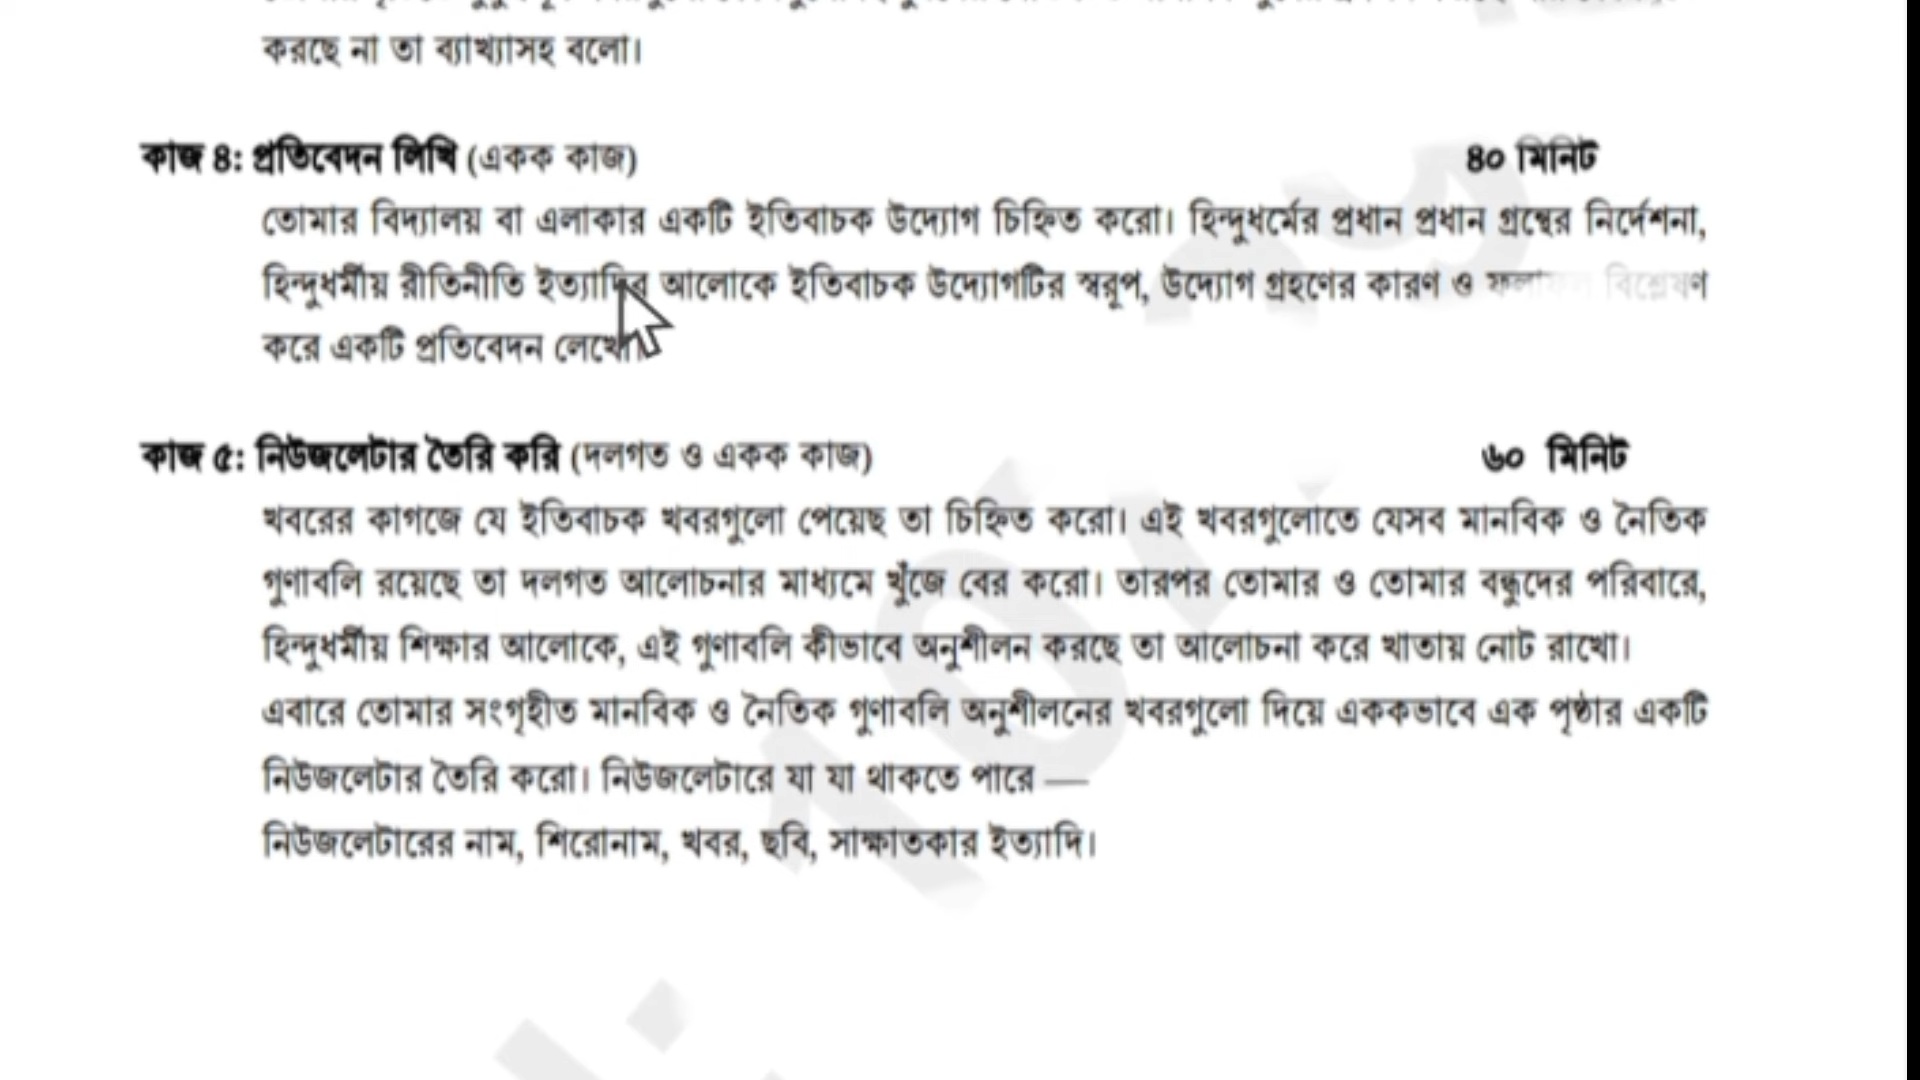 করছে না তা ব্যাখ্যাসহ বলো।
কাজ ৪: প্রতিবেদন লিখি (একক কাজ) ৪০ মিনিট
তোমার বিদ্যালয় বা এলাকার একটি ইতিবাচক উদ্যোগ চিহ্নিত করো। হিন্দুধর্মের প্রধান প্রধান গ্রন্থের নির্দেশনা,
হিন্দুধর্মীয় রীতিনীতি ইত্যাদির আলোকে ইতিবাচক উদ্যোগটির স্বরূপ, উদ্যোগ গ্রহণের কারণ ও ফলাফল বিশ্লেষণ
করে একটি প্রতিবেদন লেখো।
কাজ ৫: নিউজলেটার তৈরি করি (দলগত ও একক কাজ) ৬০ মিনিট
খবরের কাগজে যে ইতিবাচক খবরগুলো পেয়েছ তা চিহ্নিত করো। এই খবরগুলোতে যেসব মানবিক ও নৈতিক
গুণাবলি রয়েছে তা দলগত আলোচনার মাধ্যমে খুঁজে বের করো। তারপর তোমার ও তোমার বন্ধুদের পরিবারে,
হিন্দুধর্মীয় শিক্ষার আলোকে, এই গুণাবলি কীভাবে অনুশীলন করছে তা আলোচনা করে খাতায় নোট রাখো।
এবারে তোমার সংগৃহীত মানবিক ও নৈতিক গুণাবলি অনুশীলনের খবরগুলো দিয়ে এককভাবে এক পৃষ্ঠার একটি
নিউজলেটার তৈরি করো। নিউজলেটারে যা যা থাকতে পারে —
নিউজলেটারের নাম, শিরোনাম, খবর, ছবি, সাক্ষাতকার ইত্যাদি।